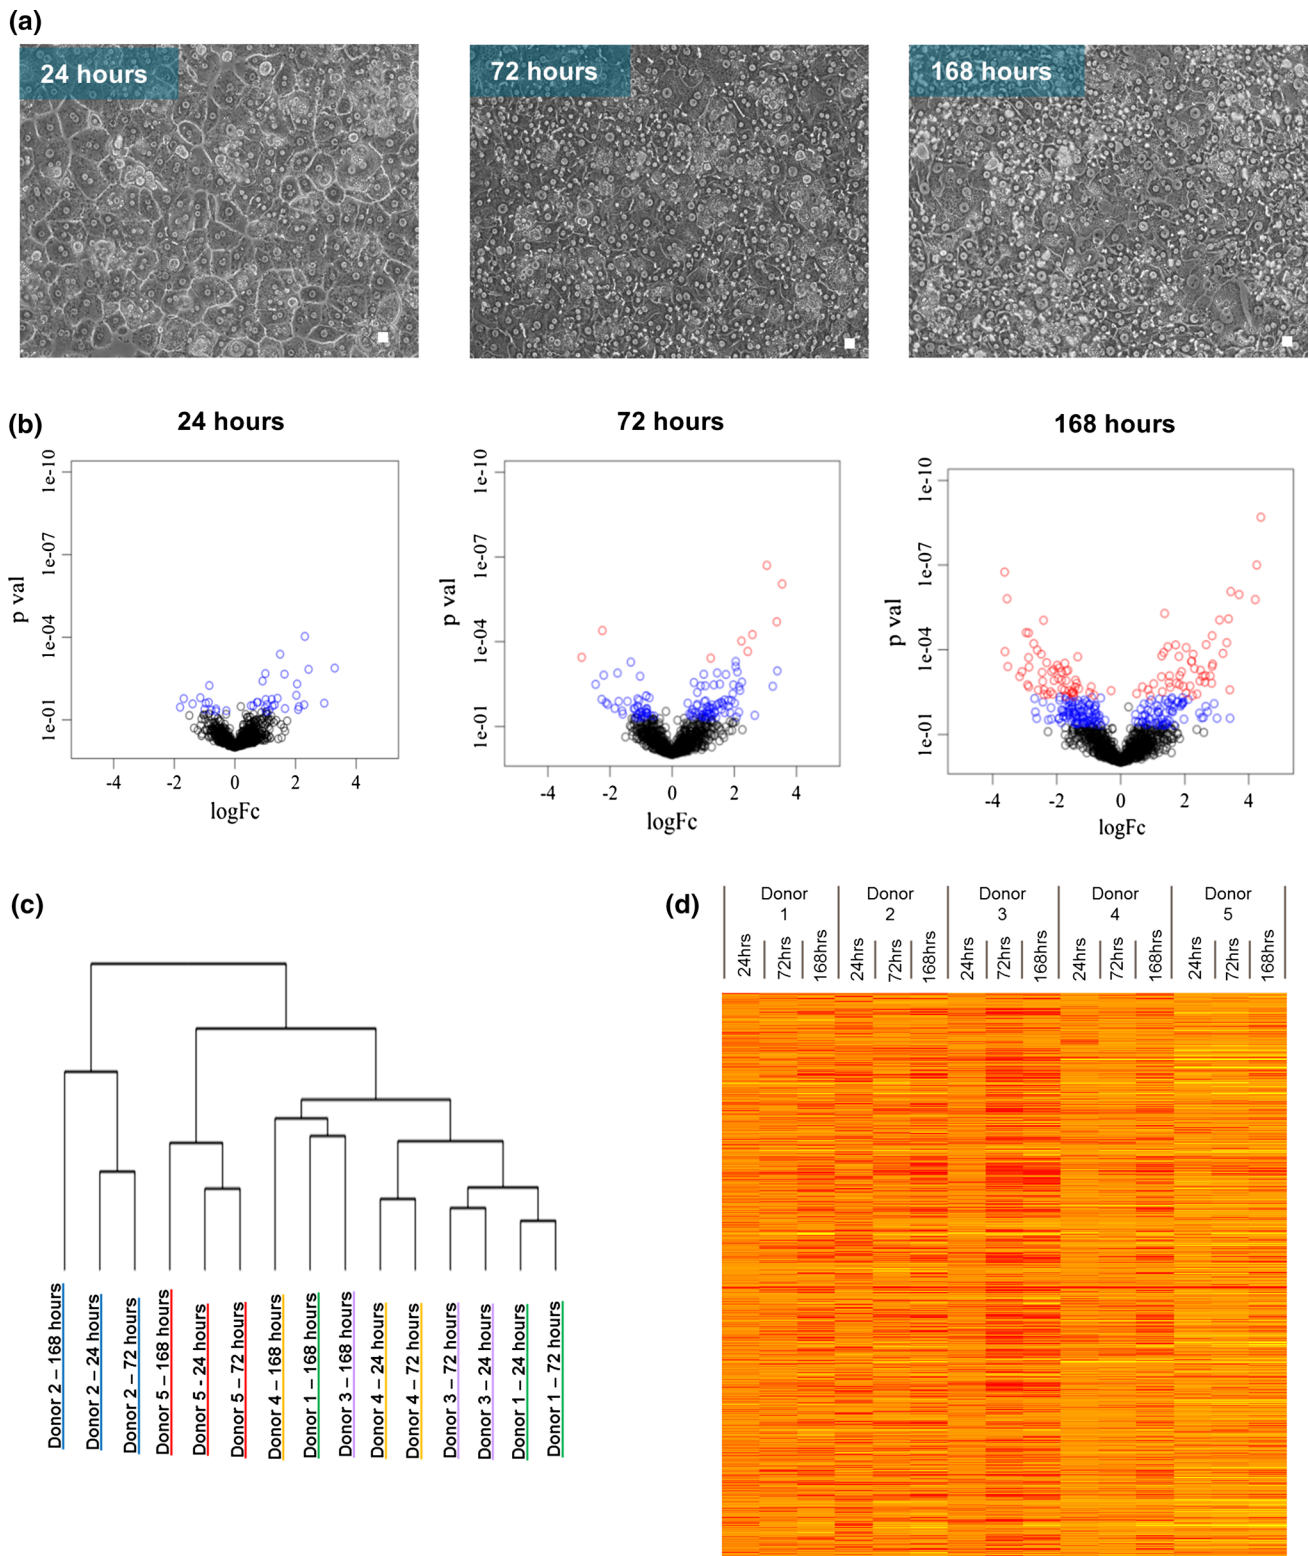 (a)
24 hours
72 hours
168 hours
(b)
24 hours
72 hours
168 hours
p val
1e-10
1e-07
1e-04
1e-01
-4 -2 0 2 4
logFc
p val
1e-10
1e-07
1e-04
1e-01
-4 -2 0 2 4
logFc
p val
1e-10
1e-07
1e-04
1e-01
-4 -2 0 2 4
logFc
(c)
Donor 2 – 168 hours
Donor 2 – 24 hours
Donor 2 – 72 hours
Donor 5 – 168 hours
Donor 5 - 24 hours
Donor 5 – 72 hours
Donor 4 – 168 hours
Donor 1 – 168 hours
Donor 3 – 168 hours
Donor 4 – 24 hours
Donor 4 – 72 hours
Donor 3 – 72 hours
Donor 3 – 24 hours
Donor 1 – 24 hours
Donor 1 – 72 hours
(d)
Donor 1
Donor 2
Donor 3
Donor 4
Donor 5
24hrs
72hrs
168hrs
24hrs
72hrs
168hrs
24hrs
72hrs
168hrs
24hrs
72hrs
168hrs
24hrs
72hrs
168hrs